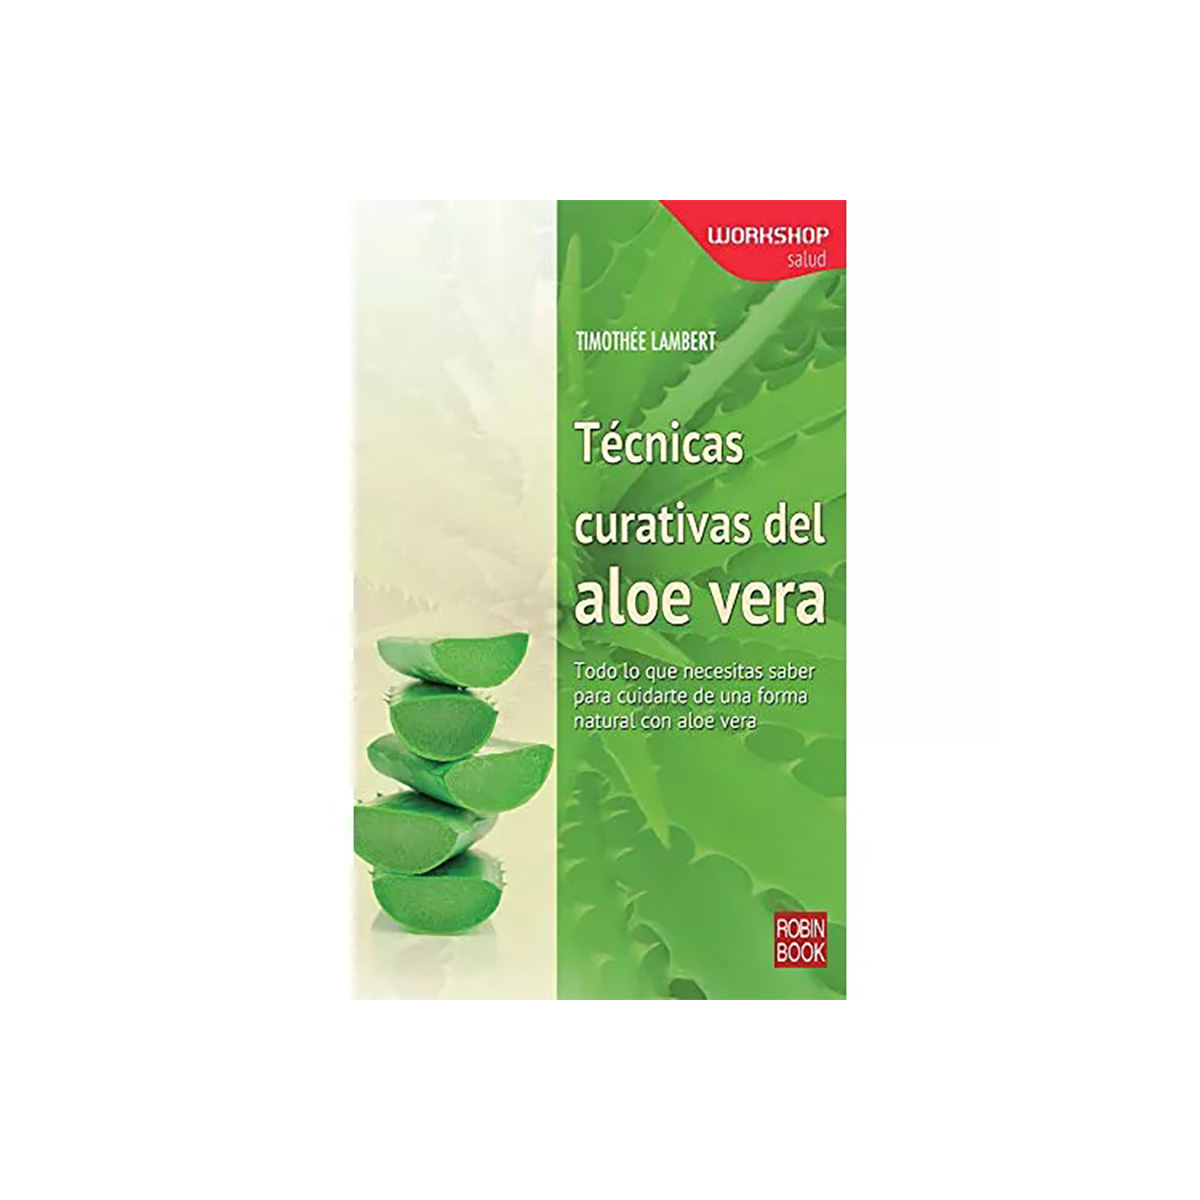 WORKSHOP
salud
TIMOTHÉE LAMBERT
Técnicas
curativas del
aloe vera
Todo lo que necesitas saber
para cuidarte de una forma
natural con aloe vera
ROBIN
BOOK